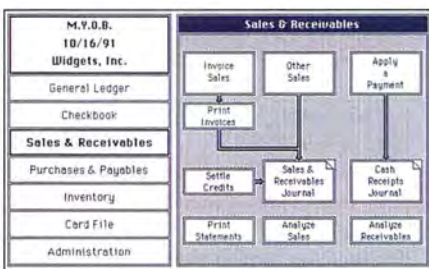 M.Y.O.B.
10/16/91
Widgets, Inc.
General Ledger
Checkbook
Sales & Receivables
Purchases & Payables
Inventory
Card File
Administration
Sales & Receivables
Invoice
Sales
Other
Sales
Apply
a
Payment
Print
Invoices
Settle
Credits
Sales &
Receivables
Journal
Cash
Receipts
Journal
Print
Statements
Analyze
Sales
Analyze
Receivables